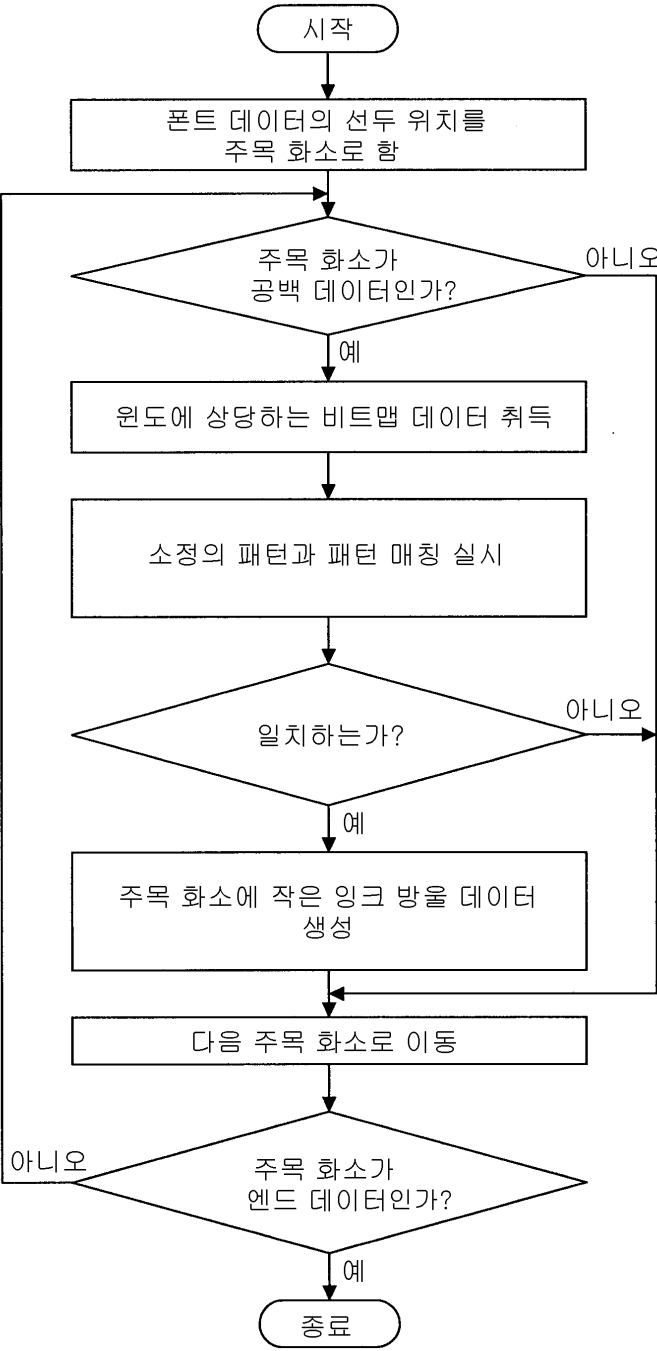 시작
폰트 데이터의 선두 위치를
주목 화소로 함
주목 화소가
공백 데이터인가?
아니오
예
윈도에 상당하는 비트맵 데이터 취득
소정의 패턴과 패턴 매칭 실시
일치하는가?
아니오
예
주목 화소에 작은 잉크 방울 데이터
생성
다음 주목 화소로 이동
아니오
주목 화소가
엔드 데이터인가?
예
종료